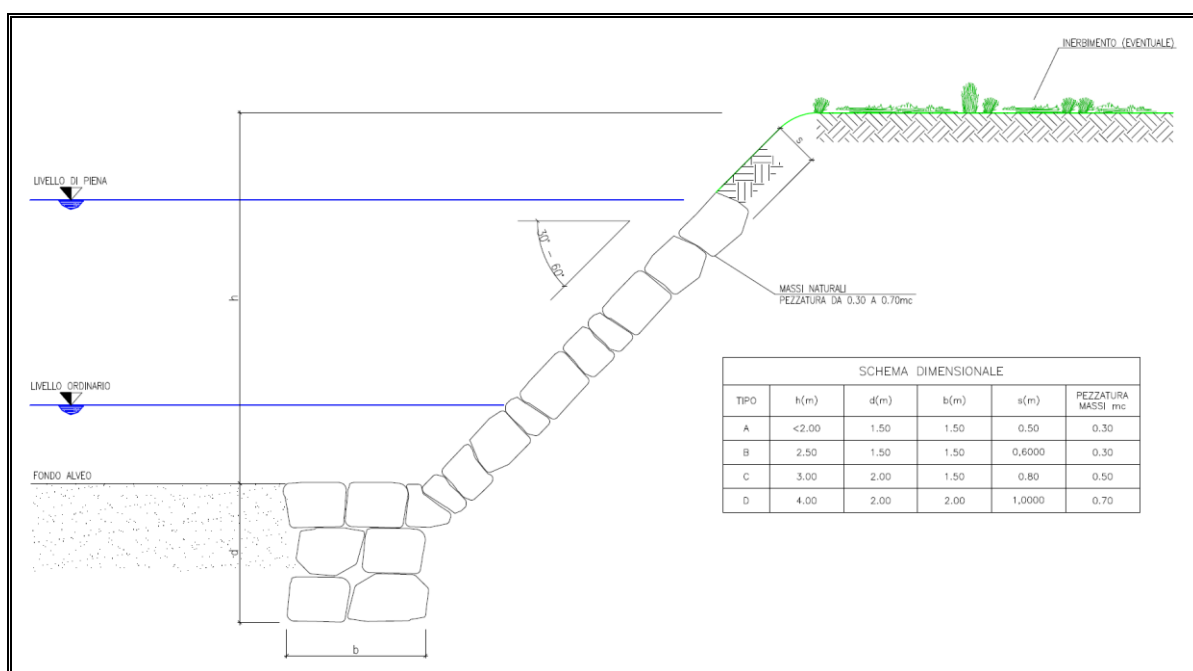 INERBIMENTO (EVENTUALE)
s
LIVELLO DI PIENA
30° - 60°
MASSI NATURALI
PEZZATURA DA 0.30 A 0.70mc
h
LIVELLO ORDINARIO
SCHEMA DIMENSIONALE
TIPO h(m) d(m) b(m) s(m) PEZZATURA MASSI mc
A <2.00 1.50 1.50 0.50 0.30
B 2.50 1.50 1.50 0,6000 0.30
C 3.00 2.00 1.50 0.80 0.50
D 4.00 2.00 2.00 1,0000 0.70
FONDO ALVEO
d
b